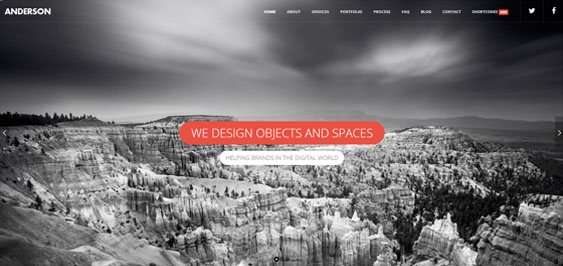 ANDERSON
HOME ABOUT SERVICES PORTFOLIO PROCESS FAQ BLOG CONTACT SHORTCODES
WE DESIGN OBJECTS AND SPACES
HELPING BRANDS IN THE DIGITAL WORLD